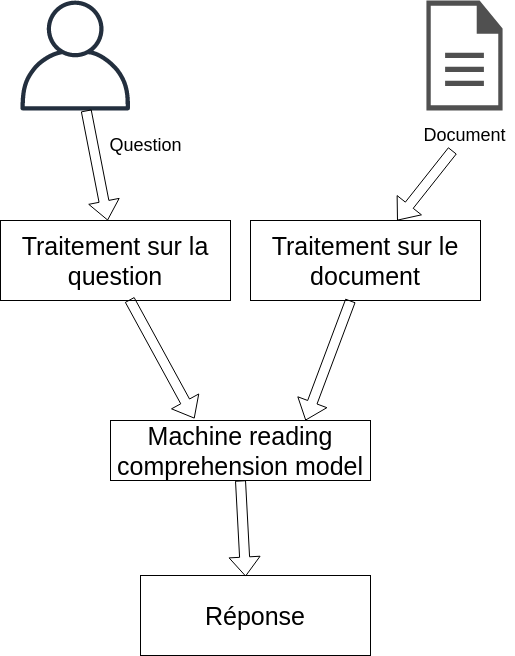 Question
Document
Traitement sur la
question
Traitement sur le
document
Machine reading
comprehension model
Réponse